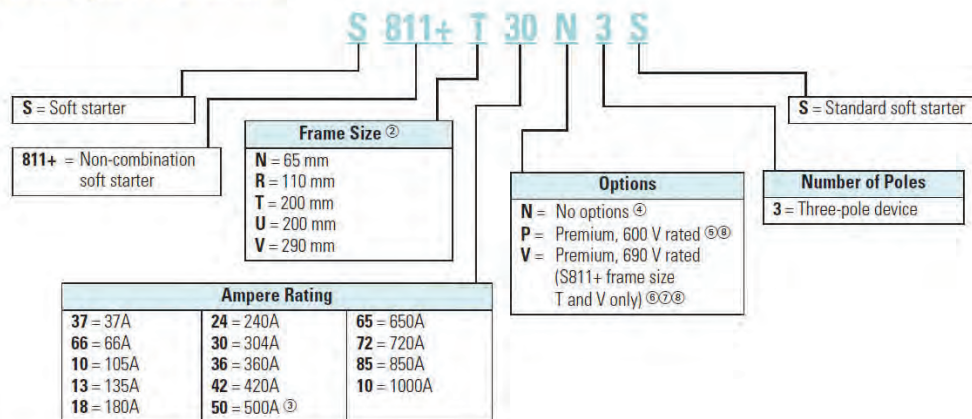 S 811+ T 30 N 3 S
S = Soft starter
811+ = Non-combination
soft starter
Frame Size ②
N = 65 mm
R = 110 mm
T = 200 mm
U = 200 mm
V = 290 mm
S = Standard soft starter
Options
N = No options ④
P = Premium, 600 V rated ⑤⑧
V = Premium, 690 V rated
(S811+ frame size
T and V only) ⑥⑦⑧
Number of Poles
3 = Three-pole device
Ampere Rating
37 = 37A
66 = 66A
10 = 105A
13 = 135A
18 = 180A
24 = 240A
30 = 304A
36 = 360A
42 = 420A
50 = 500A ③
65 = 650A
72 = 720A
85 = 850A
10 = 1000A